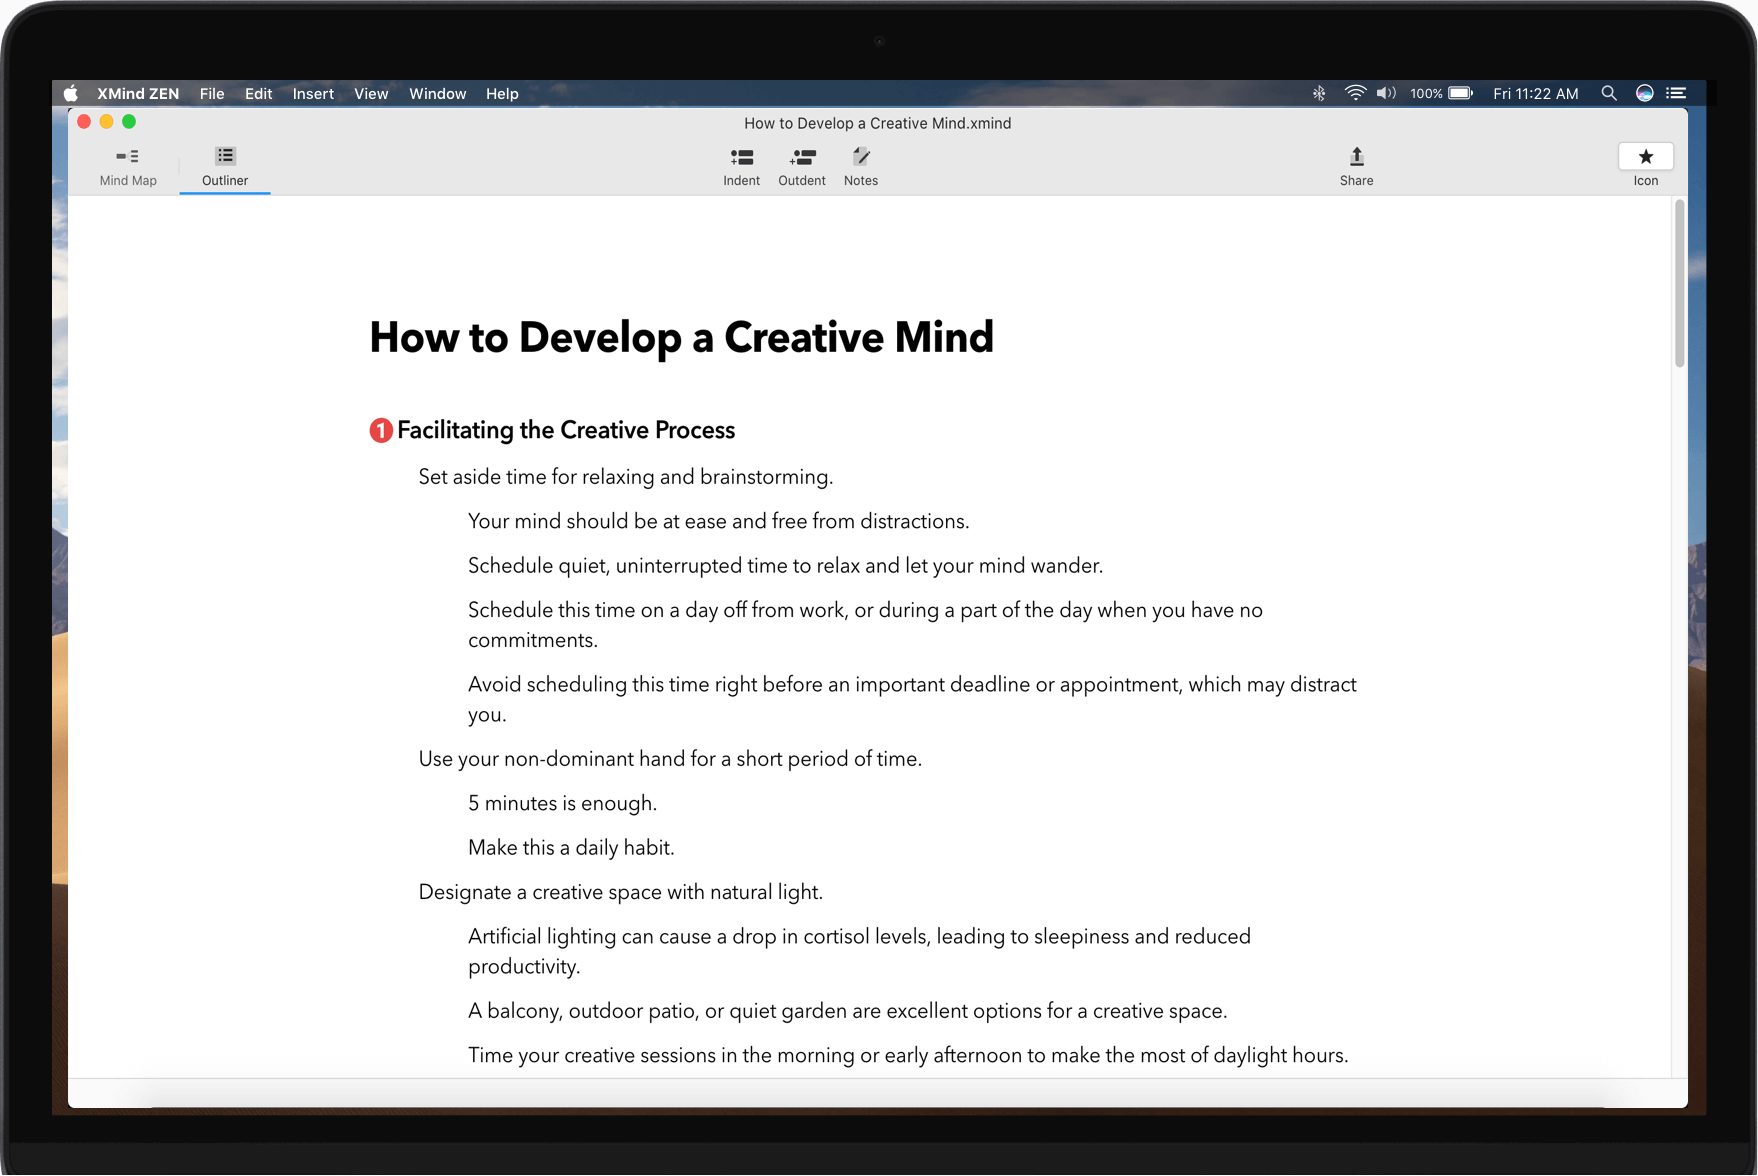 XMind ZEN File Edit Insert View Window Help 100% Fri 11:22 AM
How to Develop a Creative Mind.xmind
Mind Map Outliner Indent Outdent Notes Share Icon
How to Develop a Creative Mind
1 Facilitating the Creative Process
Set aside time for relaxing and brainstorming.
Your mind should be at ease and free from distractions.
Schedule quiet, uninterrupted time to relax and let your mind wander.
Schedule this time on a day off from work, or during a part of the day when you have no
commitments.
Avoid scheduling this time right before an important deadline or appointment, which may distract
you.
Use your non-dominant hand for a short period of time.
5 minutes is enough.
Make this a daily habit.
Designate a creative space with natural light.
Artificial lighting can cause a drop in cortisol levels, leading to sleepiness and reduced
productivity.
A balcony, outdoor patio, or quiet garden are excellent options for a creative space.
Time your creative sessions in the morning or early afternoon to make the most of daylight hours.